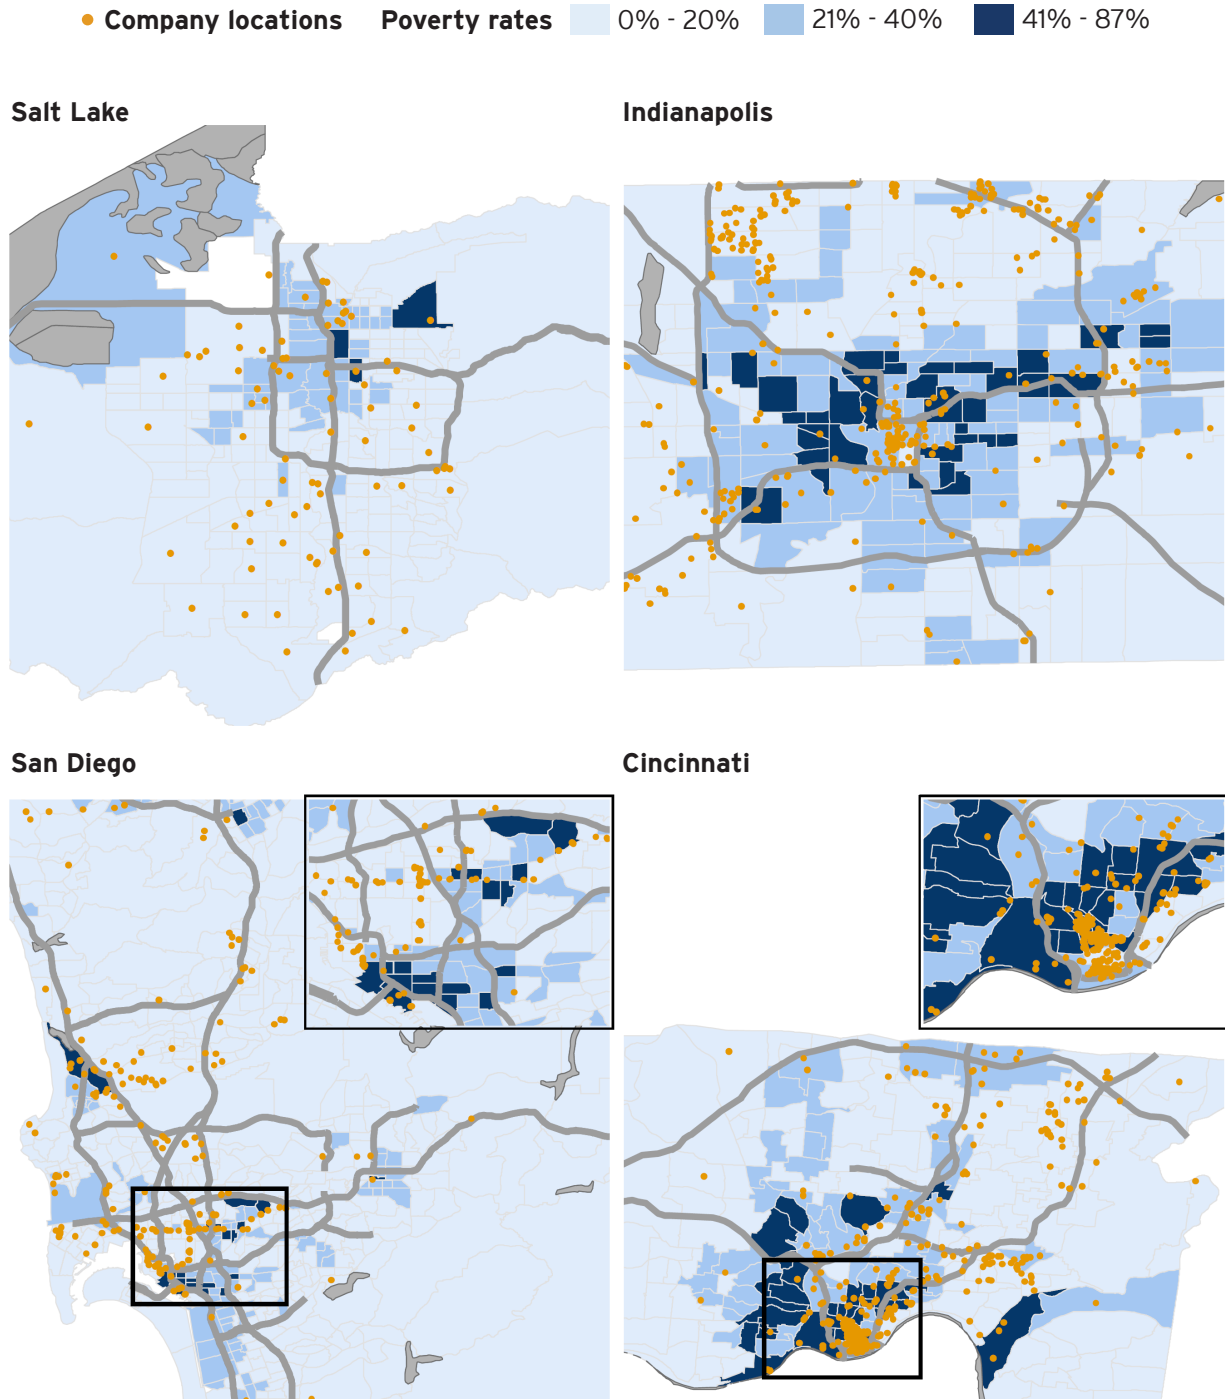 Company locations Poverty rates 0% - 20% 21% - 40% 41% - 87%
Salt Lake
Indianapolis
San Diego
Cincinnati